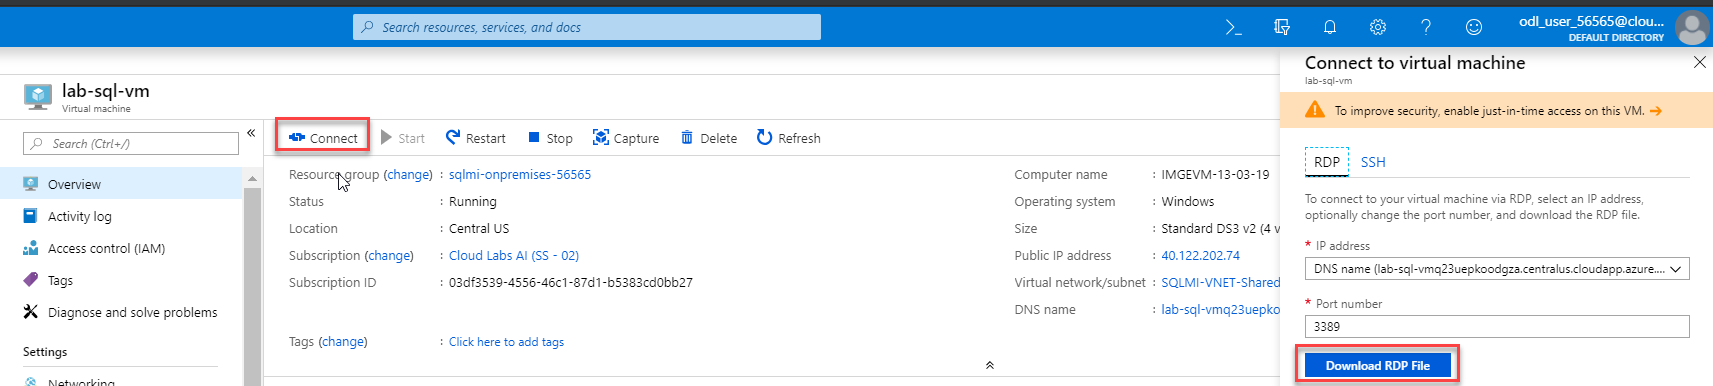 Search resources, services, and docs
odl_user_56565@clou...
DEFAULT DIRECTORY
lab-sql-vm
Virtual machine
Search (Ctrl+/)
Overview
Activity log
Access control (IAM)
Tags
Diagnose and solve problems
Settings
Networking
Connect
Start
Restart
Stop
Capture
Delete
Refresh
Resource group (change) : sqlmi-onpremises-56565
Status : Running
Location : Central US
Subscription (change) : Cloud Labs AI (SS - 02)
Subscription ID : 03df3539-4556-46c1-87d1-b5383cd0bb27
Tags (change) : Click here to add tags
Computer name : IMGEVM-13-03-19
Operating system : Windows
Size : Standard DS3 v2 (4 v
Public IP address : 40.122.202.74
Virtual network/subnet : SQLMI-VNET-Shared
DNS name : lab-sql-vmq23uepko
Connect to virtual machine
lab-sql-vm
To improve security, enable just-in-time access on this VM. →
RDP
SSH
To connect to your virtual machine via RDP, select an IP address,
optionally change the port number, and download the RDP file.
* IP address
DNS name (lab-sql-vmq23uepkoodgza.centralus.cloudapp.azure....
* Port number
3389
Download RDP File